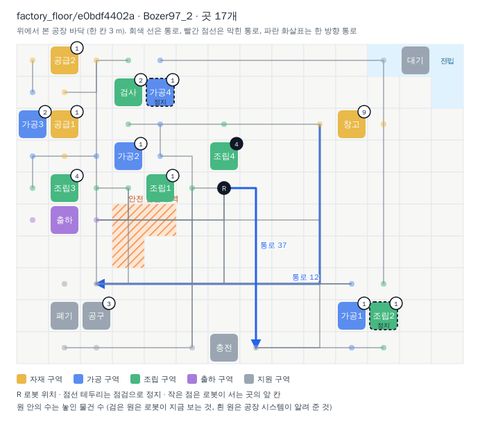 factory_floor/e0bdf4402a · Bozer97_2 · 곳 17개
위에서 본 공장 바닥 (한 칸 3 m). 회색 선은 통로, 빨간 점선은 막힌 통로, 파란 화살표는 한 방향 통로
공급2
1
대기
전립
검사
2
가공4
1
정지
가공3
2
공급1
1
창고
9
가공2
1
조립4
4
조립3
4
조립1
1
R
안전
역
출하
통로 37
통로 12
폐기
공구
3
가공1
1
조립2
1
정지
충전
자재 구역
가공 구역
조립 구역
출하 구역
지원 구역
R 로봇 위치 · 점선 테두리는 점검으로 정지 · 작은 점은 로봇이 서는 곳의 앞 칸
원 안의 수는 놓인 물건 수 (검은 원은 로봇이 지금 보는 것, 흰 원은 공장 시스템이 알려 준 것)